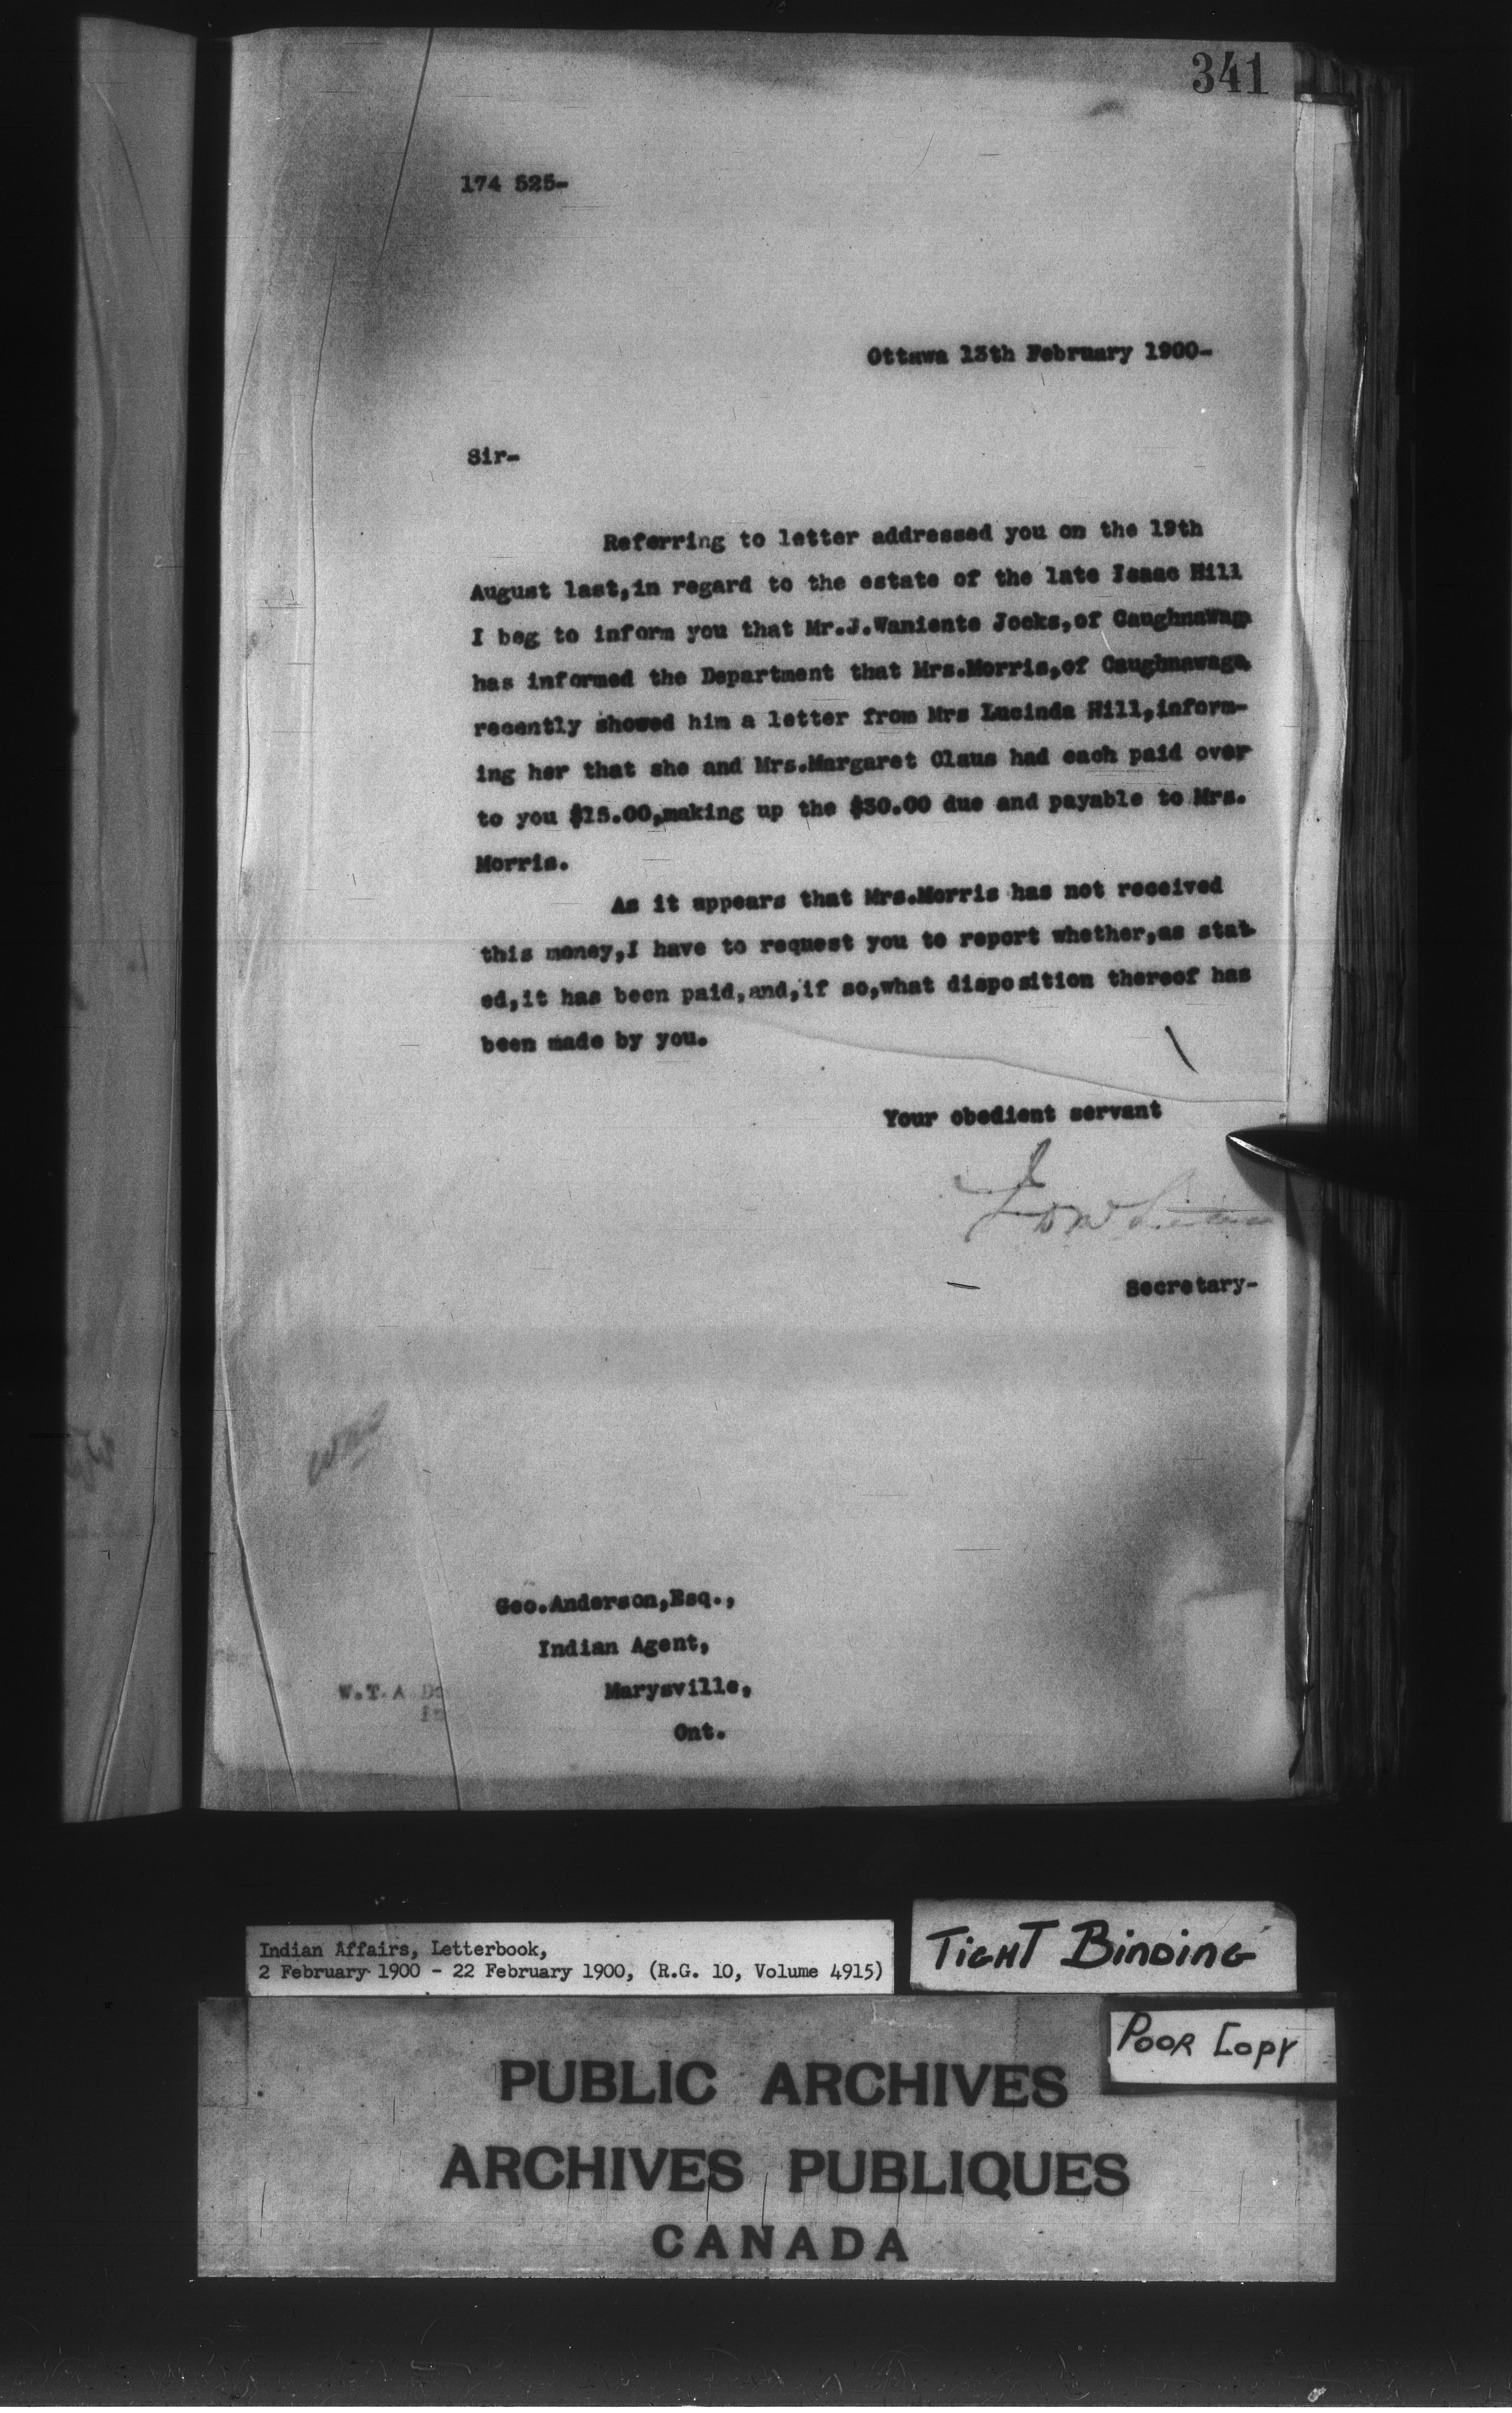 341
174 525-
Ottawa 13th February 1900-
Sir-
Referring to letter addressed you on the 19th
August last,in regard to the estate of the late Isaac Hill
I beg to inform you that Mr.J.Waniente Jocks,of Caughnawaga
has informed the Department that Mrs.Morris,of Caughnawaga
recently showed him a letter from Mrs Lucinda Hill,inform-
ing her that she and Mrs.Margaret Claus had each paid over
to you $15.00,making up the $30.00 due and payable to Mrs.
Morris.
As it appears that Mrs.Morris has not received
this money,I have to request you to report whether,as stat-
ed,it has been paid,and,if so,what disposition thereof has
been made by you.
Your obedient servant
Secretary-
Geo.Anderson,Esq.,
Indian Agent,
Marysville,
Ont.
W.T.A
Indian Affairs, Letterbook,
2 February 1900 - 22 February 1900, (R.G. 10, Volume 4915)
TIGHT BINDING
POOR COPY
PUBLIC ARCHIVES
ARCHIVES PUBLIQUES
CANADA